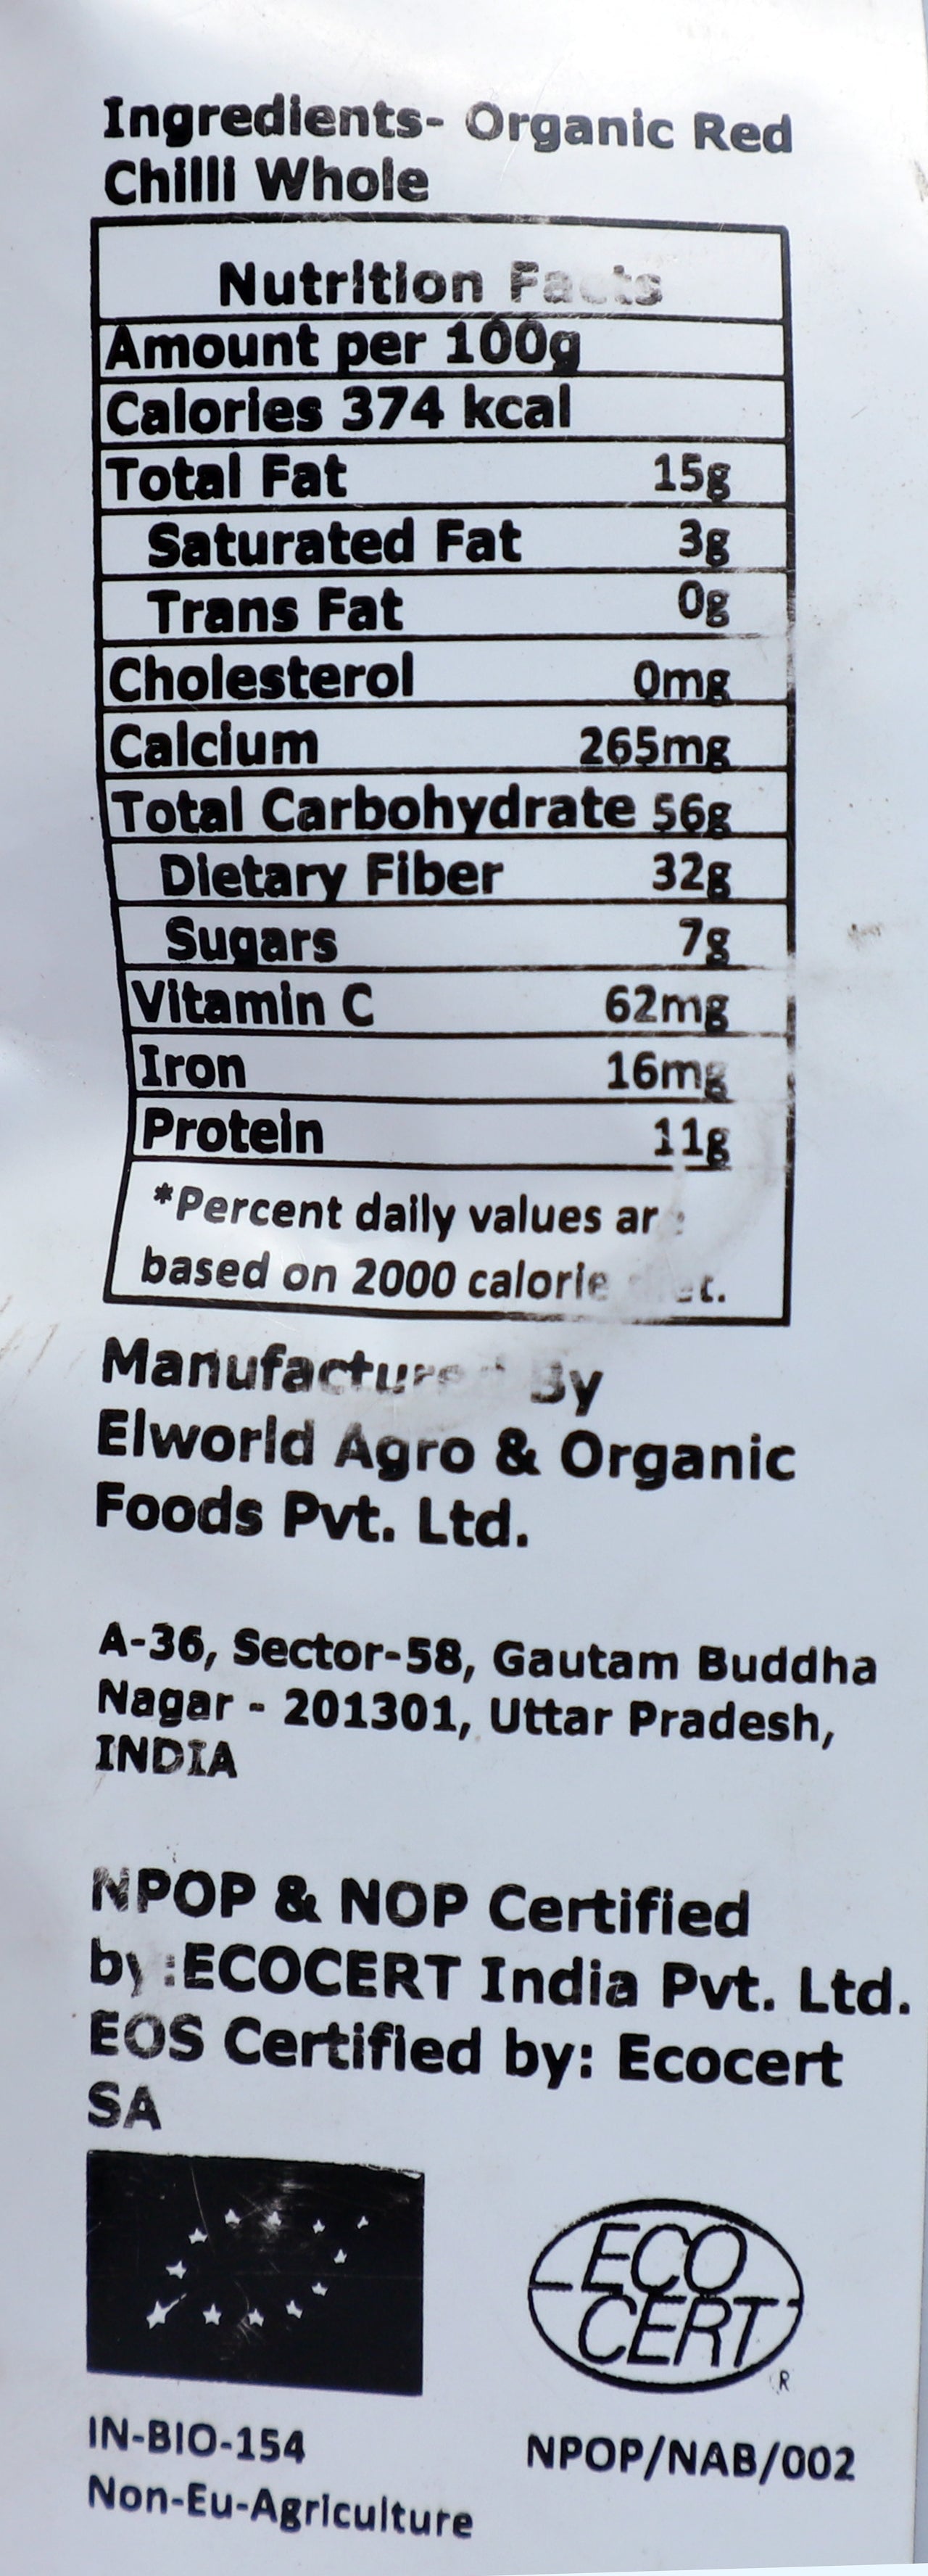 Ingredients- Organic Red
Chilli Whole
Nutrition Facts
Amount per 100g
Calories 374 kcal
Total Fat 15g
Saturated Fat 3g
Trans Fat 0g
Cholesterol 0mg
Calcium 265mg
Total Carbohydrate 56g
Dietary Fiber 32g
Sugars 7g
Vitamin C 62mg
Iron 16mg
Protein 11g
*Percent daily values are
based on 2000 calorie diet.
Manufactured By
Elworld Agro & Organic
Foods Pvt. Ltd.
A-36, Sector-58, Gautam Buddha
Nagar - 201301, Uttar Pradesh,
INDIA
NPOP & NOP Certified
by:ECOCERT India Pvt. Ltd.
EOS Certified by: Ecocert
SA
ECO
CERT
R
IN-BIO-154
NPOP/NAB/002
Non-Eu-Agriculture